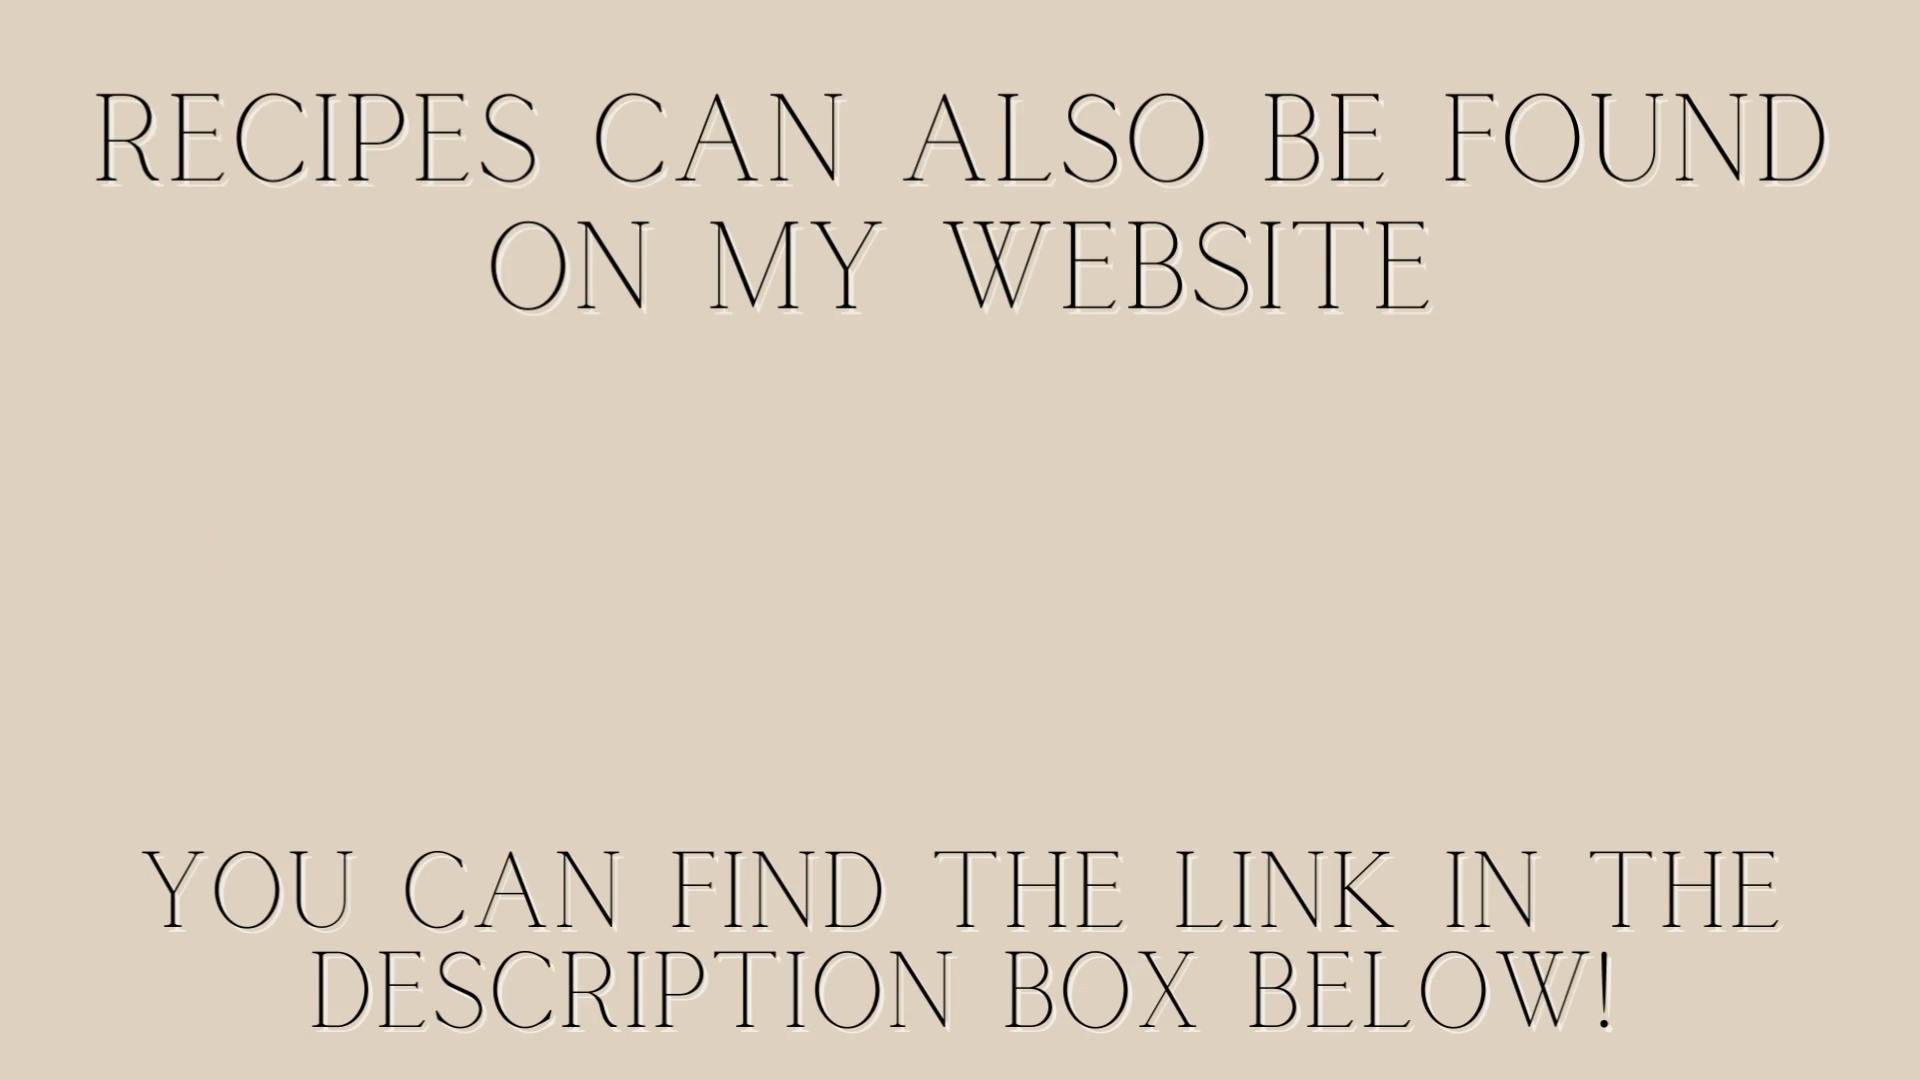 RECIPES CAN ALSO BE FOUND
ON MY WEBSITE
YOU CAN FIND THE LINK IN THE
DESCRIPTION BOX BELOW!